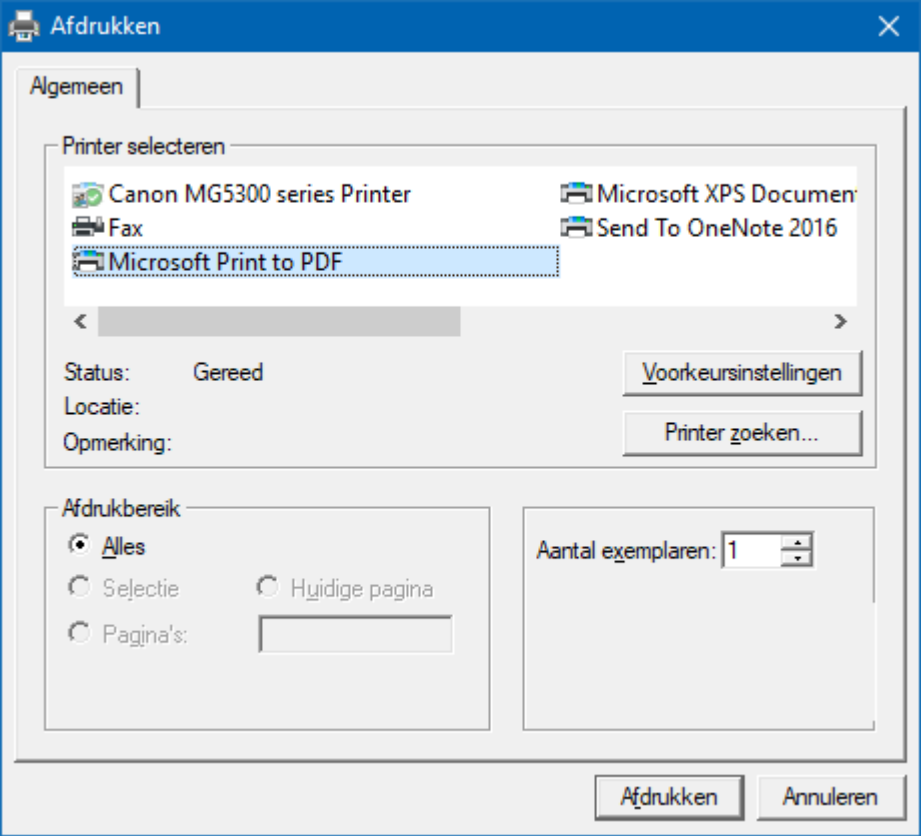 Afdrukken
Algemeen
Printer selecteren
Canon MG5300 series Printer
Microsoft XPS Documen
Fax
Send To OneNote 2016
Microsoft Print to PDF
Status: Gereed
Voorkeursinstellingen
Locatie:
Printer zoeken...
Opmerking:
Afdrukbereik
Alles
Aantal exemplaren: 1
Selectie
Huidige pagina
Pagina's:
Afdrukken
Annuleren